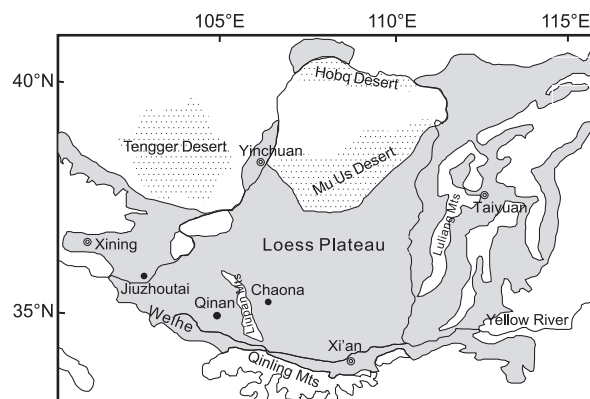 105°E
110°E
115°E
40°N
35°N
Hobq Desert
Tengger Desert
Yinchuan
Mu Us Desert
Taiyuan
Luliang Mts
Xining
Loess Plateau
Jiuzhoutai
Liupan Mts
Chaona
Qinan
Weihe
Yellow River
Xi'an
Qinling Mts